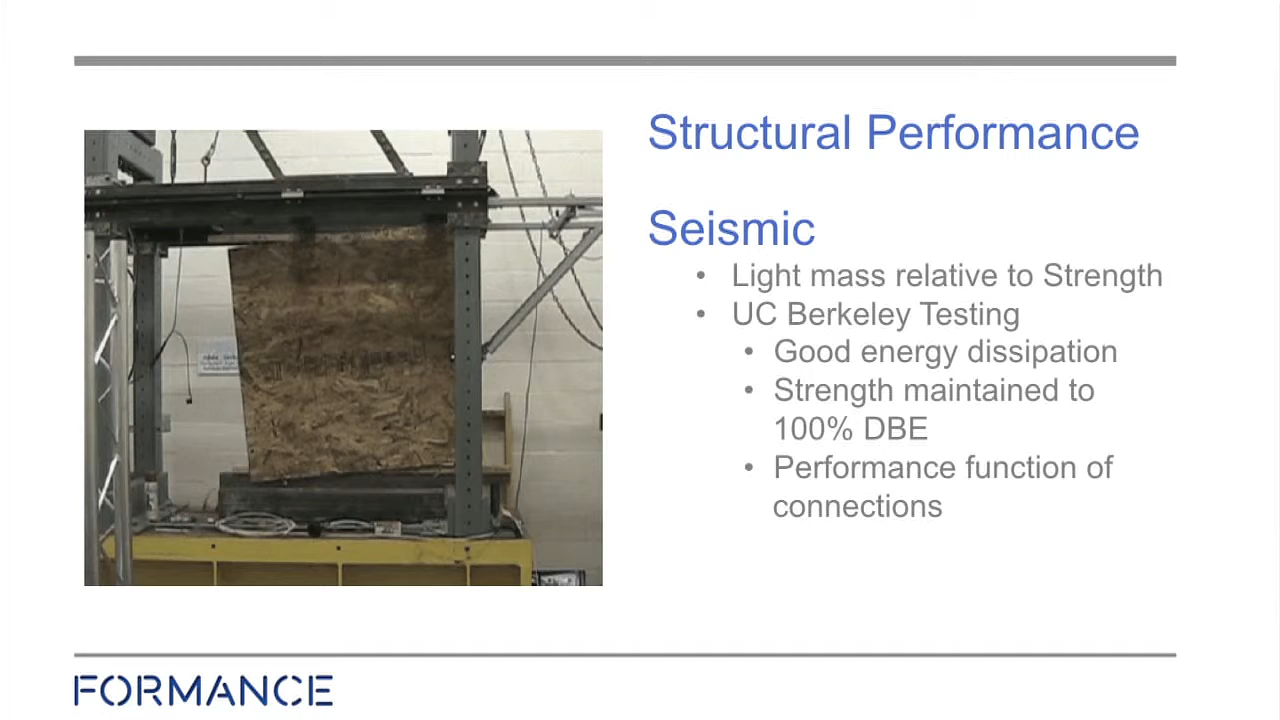 Structural Performance
Seismic
• Light mass relative to Strength
• UC Berkeley Testing
• Good energy dissipation
• Strength maintained to
100% DBE
• Performance function of
connections
FORMANCE